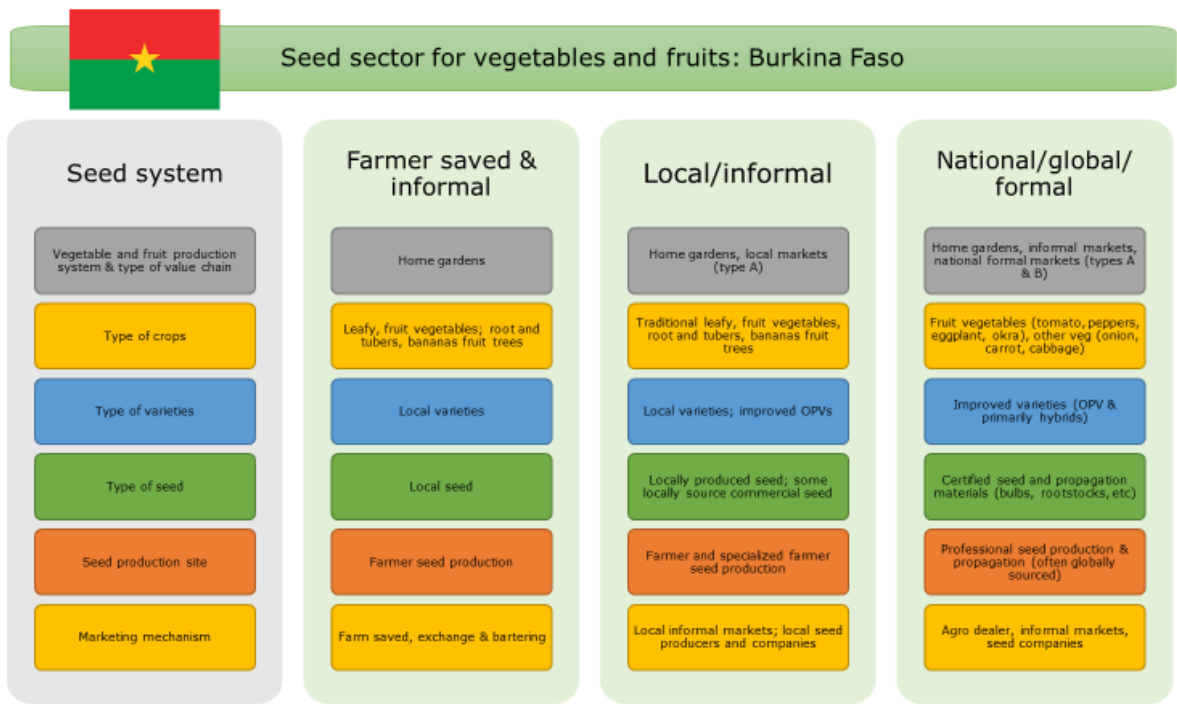 Seed sector for vegetables and fruits: Burkina Faso
Seed system
Vegetable and fruit production
system & type of value chain
Type of crops
Type of varieties
Type of seed
Seed production site
Marketing mechanism
Farmer saved &
informal
Home gardens
Leafy, fruit vegetables; root and
tubers, bananas fruit trees
Local varieties
Local seed
Farmer seed production
Farm saved, exchange & bartering
Local/informal
Home gardens, local markets
(type A)
Traditional leafy, fruit vegetables,
root and tubers, bananas fruit
trees
Local varieties; improved OPVs
Locally produced seed; some
locally source commercial seed
Farmer and specialized farmer
seed production
Local informal markets; local seed
producers and companies
National/global/
formal
Home gardens, informal markets,
national formal markets (types A
& B)
Fruit vegetables (tomato, peppers,
eggplant, okra), other veg (onion,
carrot, cabbage)
Improved varieties (OPV &
primarily hybrids)
Certified seed and propagation
materials (bulbs, rootstocks, etc)
Professional seed production &
propagation (often globally
sourced)
Agro dealer, informal markets,
seed companies